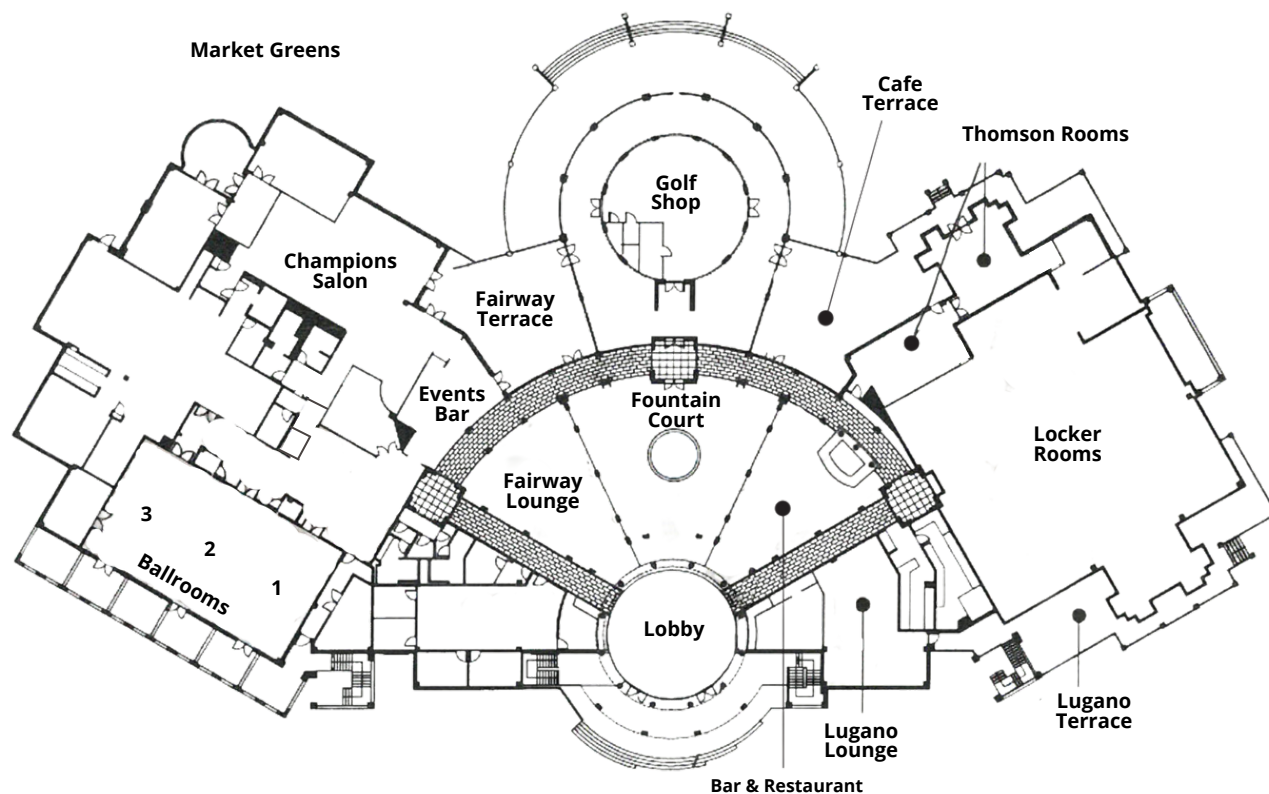 Market Greens
Cafe
Terrace
Thomson Rooms
Golf
Shop
Champions
Salon
Fairway
Terrace
Events
Bar
Fountain
Court
Locker
Rooms
Fairway
Lounge
3
2
1
Ballrooms
Lobby
Lugano
Terrace
Lugano
Lounge
Bar & Restaurant